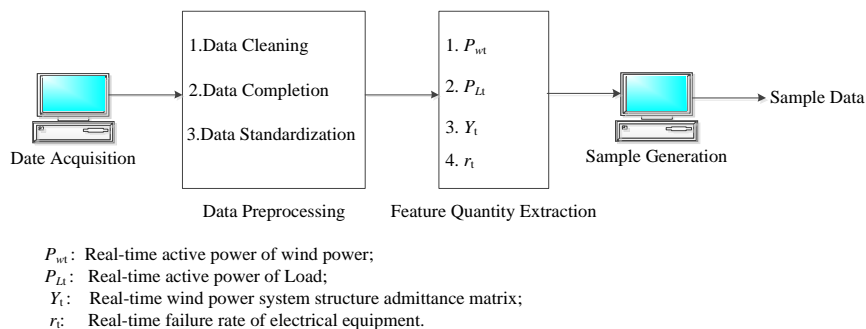 1.Data Cleaning
2.Data Completion
3.Data Standardization
1. Pwt
2. PLt
3. Yt
4. rt
Date Acquisition
Sample Generation
Sample Data
Data Preprocessing
Feature Quantity Extraction
Pwt: Real-time active power of wind power;
PLt: Real-time active power of Load;
Yt: Real-time wind power system structure admittance matrix;
rt: Real-time failure rate of electrical equipment.